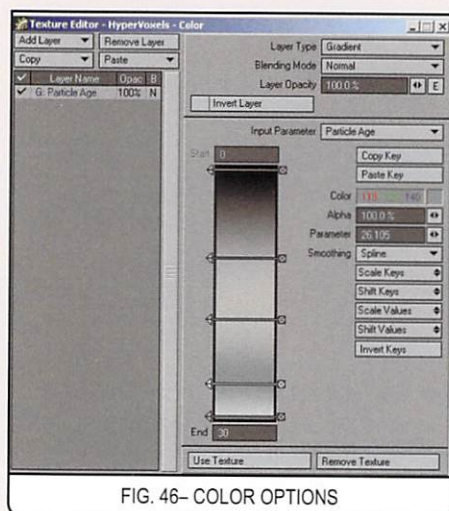 Texture Editor - HyperVoxels - Color
Add Layer
Remove Layer
Copy
Paste
Layer Name Opac B
G: Particle Age 100% N
Layer Type Gradient
Blending Mode Normal
Layer Opacity 100.0 % E
Invert Layer
Input Parameter Particle Age
Start 0
End 30
Copy Key
Paste Key
Color
Alpha 100.0 %
Parameter 26.105
Smoothing Spline
Scale Keys
Shift Keys
Scale Values
Shift Values
Invert Keys
Use Texture
Remove Texture
FIG. 46– COLOR OPTIONS